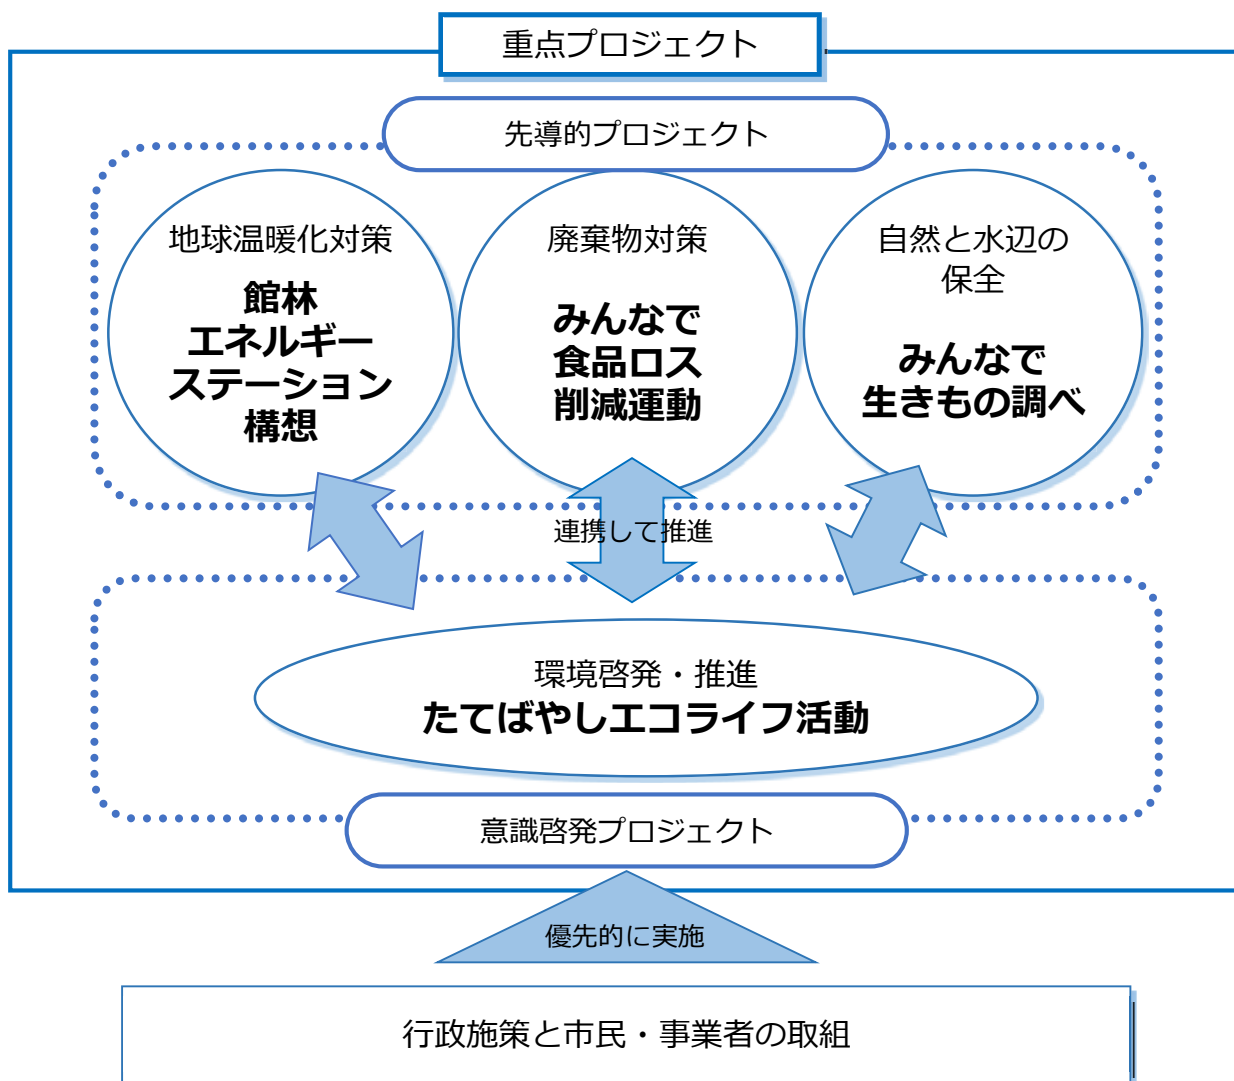 重点プロジェクト
先導的プロジェクト
地球温暖化対策
館林
エネルギー
ステーション
構想
廃棄物対策
みんなで
食品ロス
削減運動
自然と水辺の
保全
みんなで
生きもの調べ
連携して推進
環境啓発・推進
たてばやしエコライフ活動
意識啓発プロジェクト
優先的に実施
行政施策と市民・事業者の取組